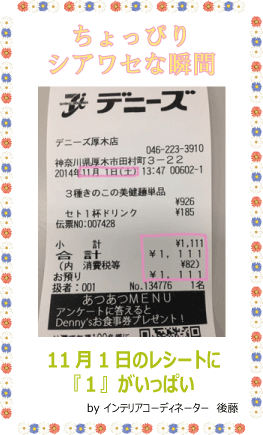 ちょっぴり
シアワセな瞬間
デニーズ
デニーズ厚木店
046-223-3910
神奈川県厚木市田村町3-22
2014年11月 1日(土) 13:47 00602-1
3種きのこの美健麺単品
¥926
セト1杯ドリンク ¥185
伝票NO:007428
小 計 ¥1,111
合 計 ¥1,111
(内 消費税等 ¥82)
お預り ¥1,111
扱者:001 No.134776 1名
あつあつMENU
アンケートに答えると
Denny'sお食事券プレゼント!
11月1日のレシートに
『1』がいっぱい
by インテリアコーディネーター 後藤